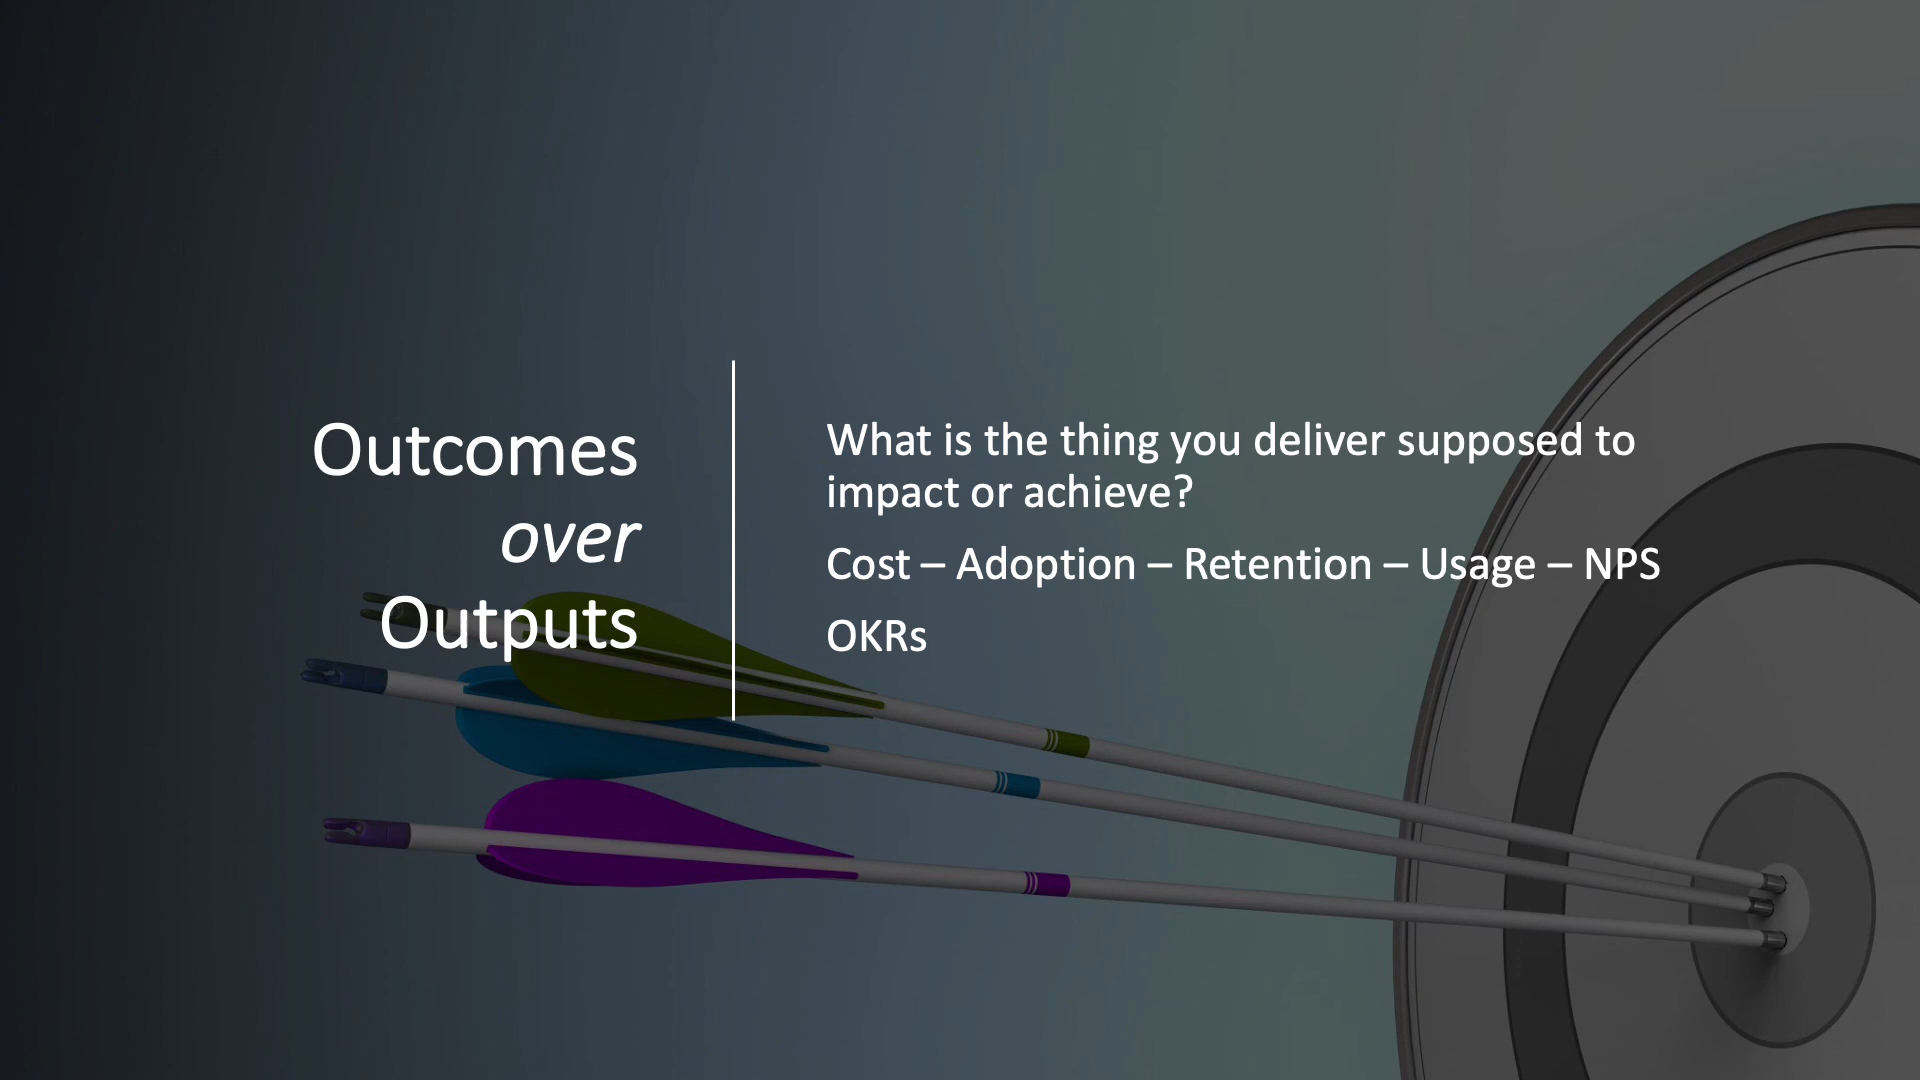 Outcomes
over
Outputs
What is the thing you deliver supposed to
impact or achieve?
Cost – Adoption – Retention – Usage – NPS
OKRs